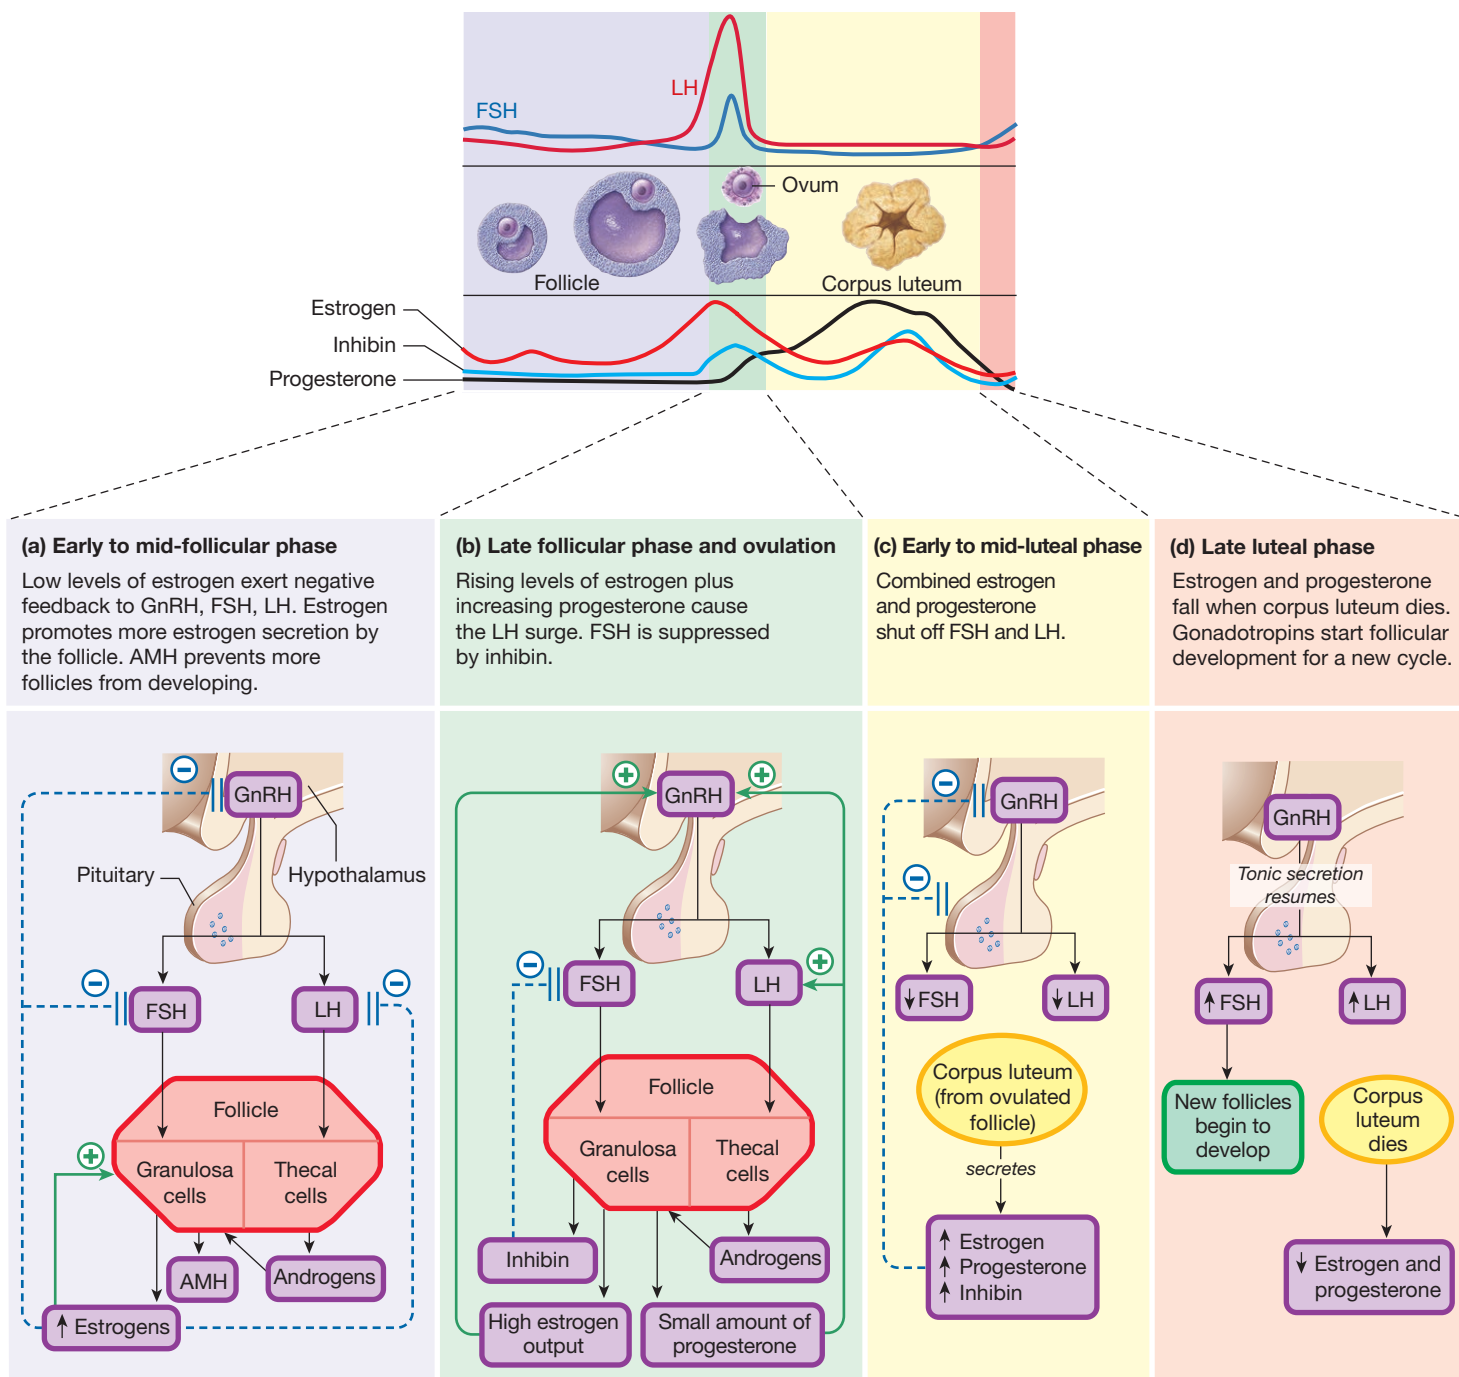 LH
FSH
Ovum
Follicle
Corpus luteum
Estrogen
Inhibin
Progesterone
(a) Early to mid-follicular phase
Low levels of estrogen exert negative
feedback to GnRH, FSH, LH. Estrogen
promotes more estrogen secretion by
the follicle. AMH prevents more
follicles from developing.
(b) Late follicular phase and ovulation
Rising levels of estrogen plus
increasing progesterone cause
the LH surge. FSH is suppressed
by inhibin.
(c) Early to mid-luteal phase
Combined estrogen
and progesterone
shut off FSH and LH.
(d) Late luteal phase
Estrogen and progesterone
fall when corpus luteum dies.
Gonadotropins start follicular
development for a new cycle.
−
GnRH
Pituitary
Hypothalamus
−
−
FSH
LH
Follicle
+
Granulosa
cells
Thecal
cells
AMH
Androgens
↑ Estrogens
+
+
GnRH
−
+
FSH
LH
Follicle
Granulosa
cells
Thecal
cells
Inhibin
Androgens
High estrogen
output
Small amount of
progesterone
−
GnRH
−
↓ FSH
↓ LH
Corpus luteum
(from ovulated
follicle)
secretes
↑ Estrogen
↑ Progesterone
↑ Inhibin
GnRH
Tonic secretion
resumes
↑ FSH
↑ LH
New follicles
begin to
develop
Corpus
luteum
dies
↓ Estrogen and
progesterone